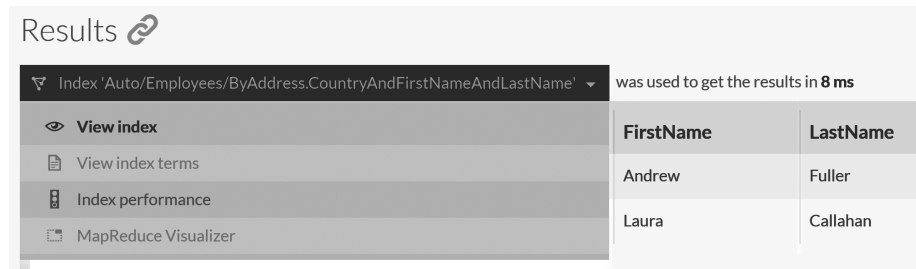 Results
Index 'Auto/Employees/ByAddress.CountryAndFirstNameAndLastName' was used to get the results in 8 ms
View index
View index terms
Index performance
MapReduce Visualizer
FirstName LastName
Andrew Fuller
Laura Callahan